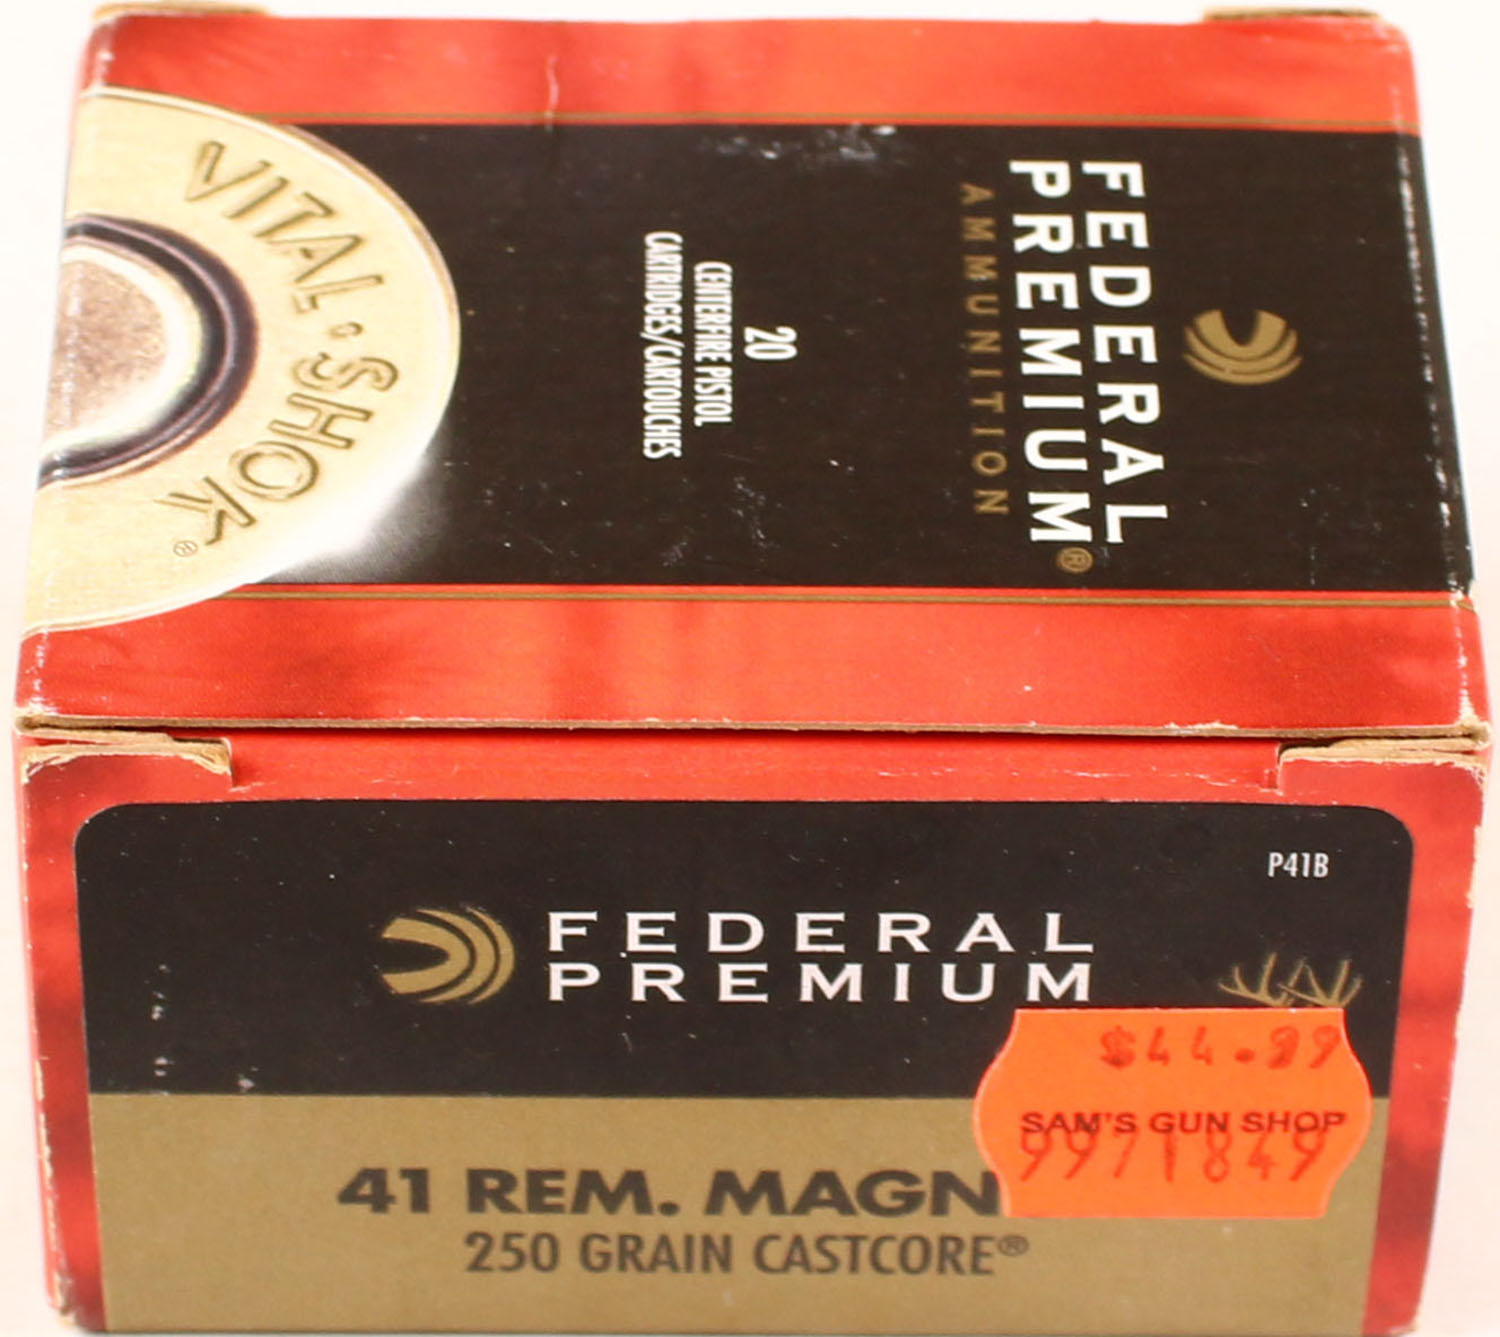 VITAL·SHOK®
FEDERAL
PREMIUM®
AMMUNITION
20
CENTERFIRE PISTOL
CARTRIDGES/CARTOUCHES
P41B
FEDERAL
PREMIUM
$44.99
SAM'S GUN SHOP
9971849
41 REM. MAGN
250 GRAIN CASTCORE®